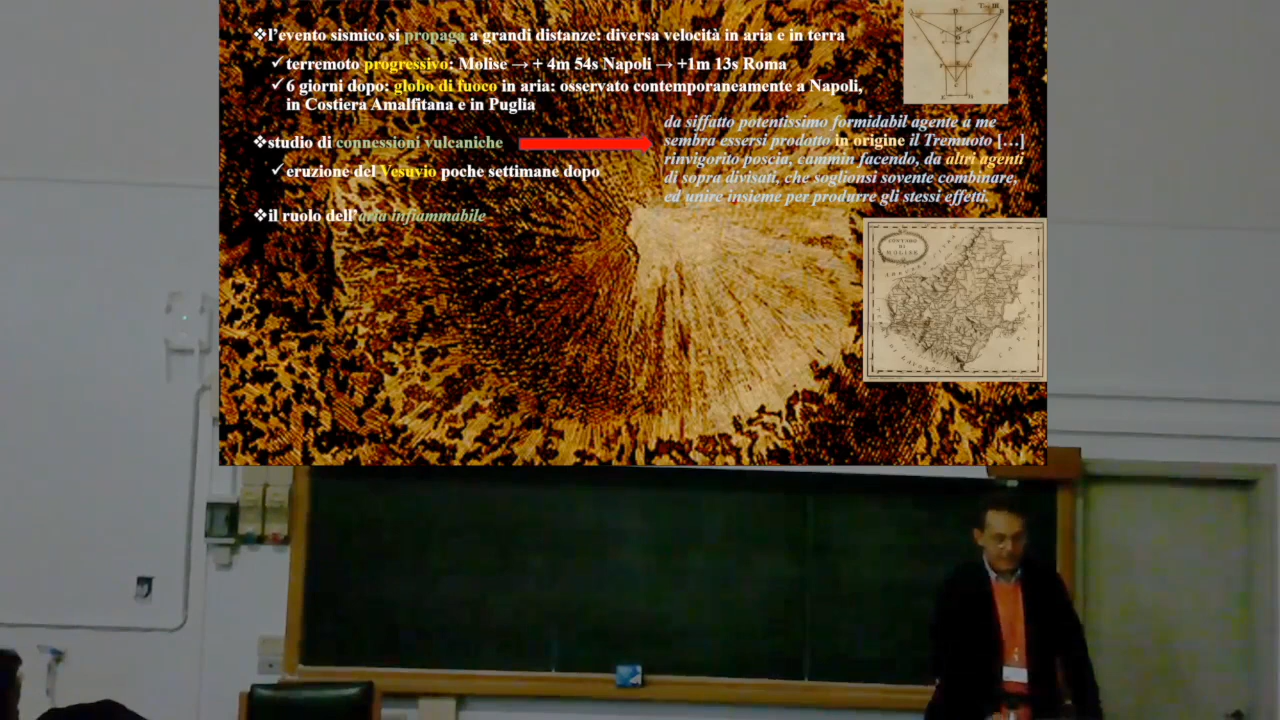 ❖l'evento sismico si propaga a grandi distanze: diversa velocità in aria e in terra
✓terremoto progressivo: Molise → + 4m 54s Napoli → +1m 13s Roma
✓6 giorni dopo: globo di fuoco in aria: osservato contemporaneamente a Napoli,
in Costiera Amalfitana e in Puglia
❖studio di connessioni vulcaniche
✓eruzione del Vesuvio poche settimane dopo
❖il ruolo dell'aria infiammabile
da siffatto potentissimo formidabil agente a me
sembra essersi prodotto in origine il Tremuoto […]
rinvigorito poscia, cammin facendo, da altri agenti
di sopra divisati, che soglionsi sovente combinare,
ed unire insieme per produrre gli stessi effetti.
CONTADO
DI
MOLISE